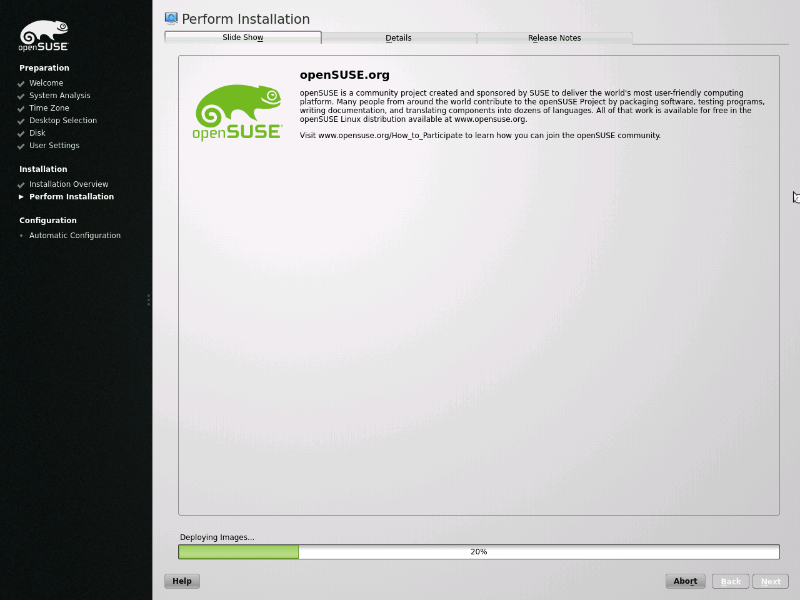 openSUSE
Preparation
Welcome
System Analysis
Time Zone
Desktop Selection
Disk
User Settings
Installation
Installation Overview
Perform Installation
Configuration
Automatic Configuration
Perform Installation
Slide Show
Details
Release Notes
openSUSE
openSUSE.org
openSUSE is a community project created and sponsored by SUSE to deliver the world's most user-friendly computing
platform. Many people from around the world contribute to the openSUSE Project by packaging software, testing programs,
writing documentation, and translating components into dozens of languages. All of that work is available for free in the
openSUSE Linux distribution available at www.opensuse.org.
Visit www.opensuse.org/How_to_Participate to learn how you can join the openSUSE community.
Deploying Images...
20%
Help
Abort
Back
Next